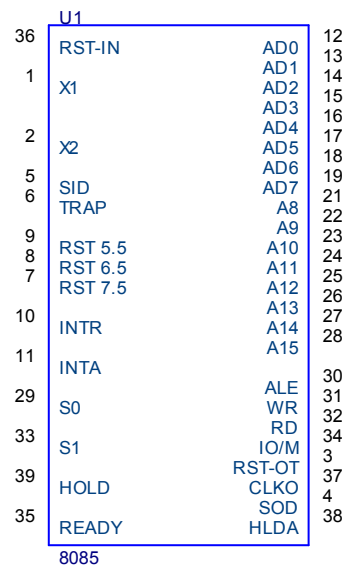 U1
36 RST-IN AD0 12
AD1 13
1 X1 AD2 14
AD3 15
AD4 16
2 X2 AD5 17
AD6 18
5 SID AD7 19
6 TRAP A8 21
A9 22
9 RST 5.5 A10 23
8 RST 6.5 A11 24
7 RST 7.5 A12 25
A13 26
10 INTR A14 27
A15 28
11 INTA
ALE 30
29 S0 WR 31
RD 32
33 S1 IO/M 34
RST-OT 3
39 HOLD CLKO 37
SOD 4
35 READY HLDA 38
8085